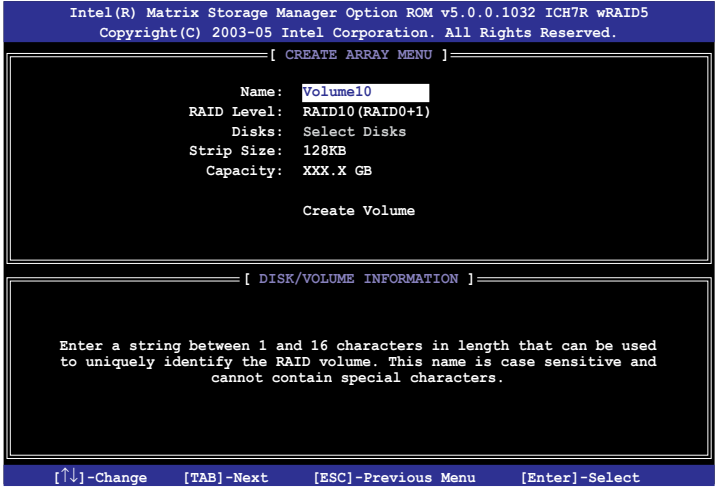 Intel(R) Matrix Storage Manager Option ROM v5.0.0.1032 ICH7R wRAID5
Copyright(C) 2003-05 Intel Corporation. All Rights Reserved.
[ CREATE ARRAY MENU ]
Name: Volume10
RAID Level: RAID10(RAID0+1)
Disks: Select Disks
Strip Size: 128KB
Capacity: XXX.X GB
Create Volume
[ DISK/VOLUME INFORMATION ]
Enter a string between 1 and 16 characters in length that can be used
to uniquely identify the RAID volume. This name is case sensitive and
cannot contain special characters.
[↑↓]-Change [TAB]-Next [ESC]-Previous Menu [Enter]-Select